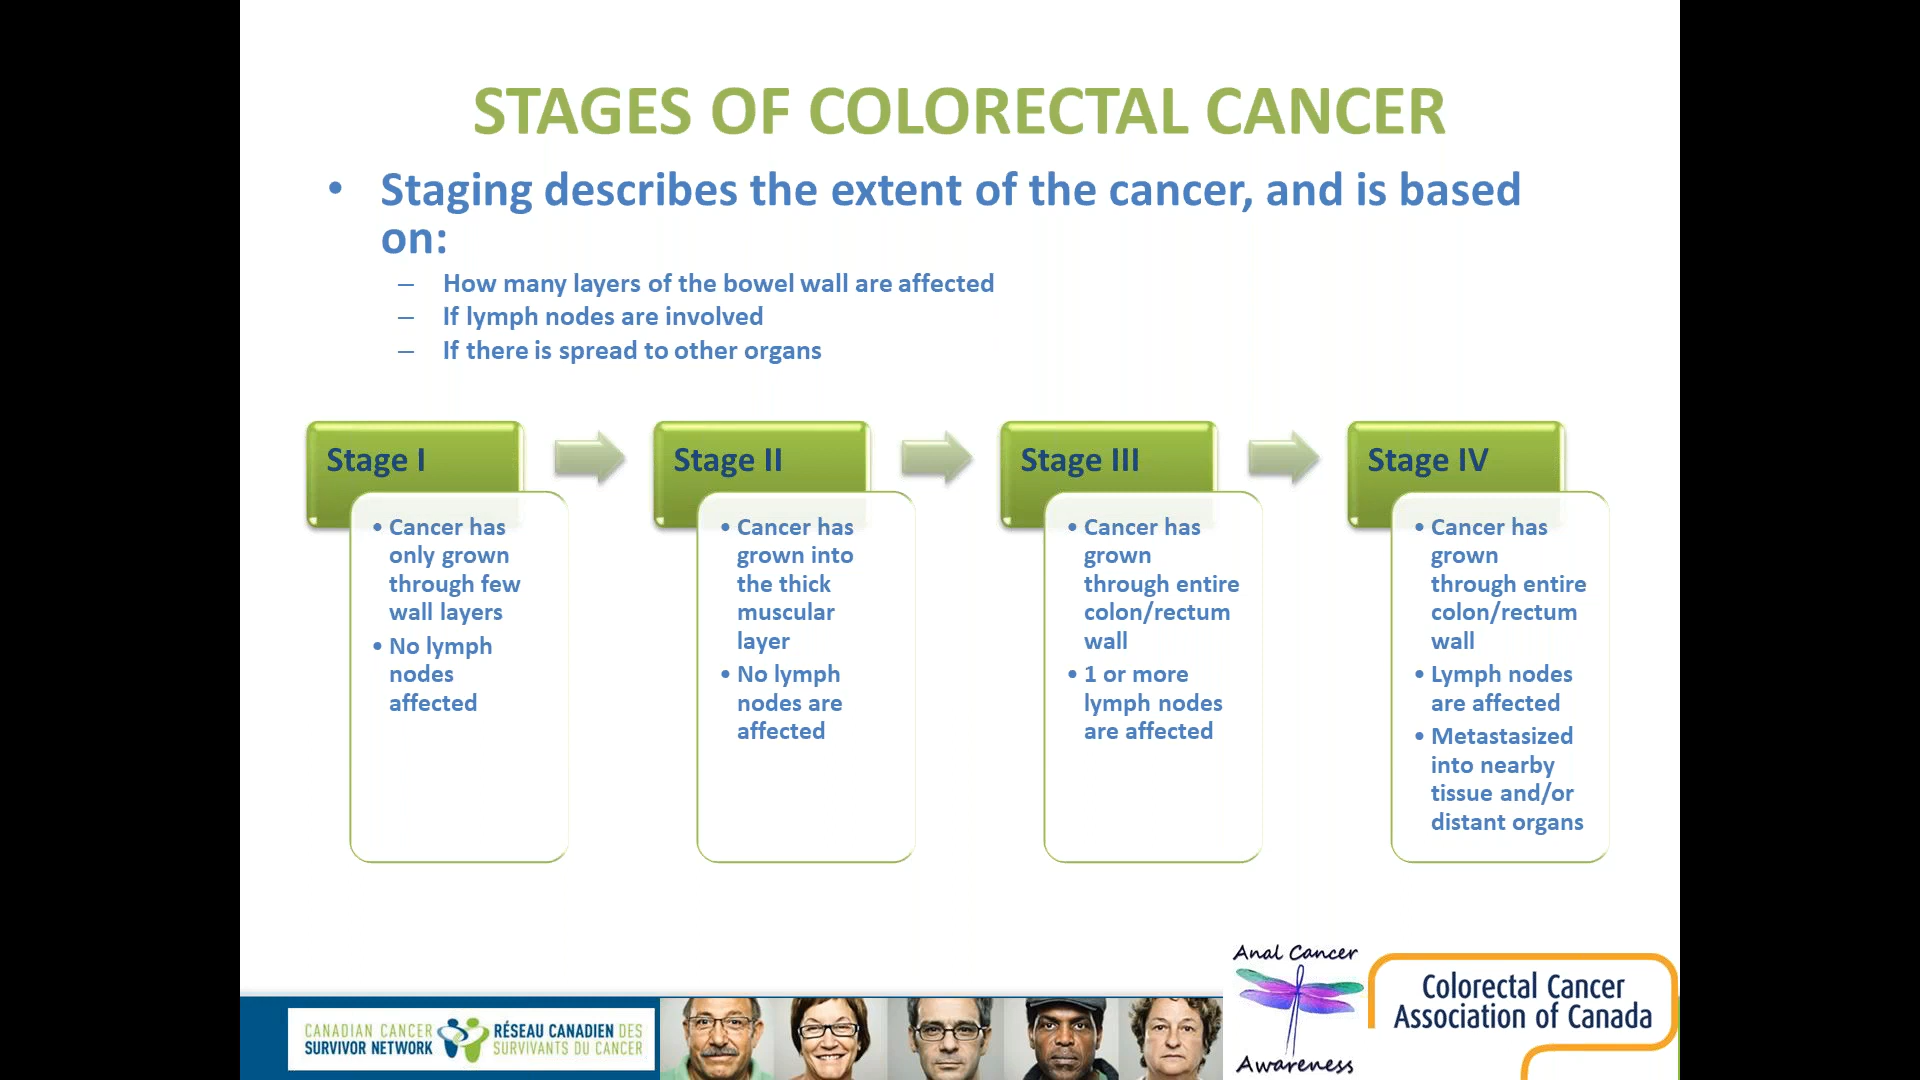 STAGES OF COLORECTAL CANCER
• Staging describes the extent of the cancer, and is based
on:
– How many layers of the bowel wall are affected
– If lymph nodes are involved
– If there is spread to other organs
Stage I
• Cancer has
only grown
through few
wall layers
• No lymph
nodes
affected
Stage II
• Cancer has
grown into
the thick
muscular
layer
• No lymph
nodes are
affected
Stage III
• Cancer has
grown
through entire
colon/rectum
wall
• 1 or more
lymph nodes
are affected
Stage IV
• Cancer has
grown
through entire
colon/rectum
wall
• Lymph nodes
are affected
• Metastasized
into nearby
tissue and/or
distant organs
CANADIAN CANCER
SURVIVOR NETWORK
RÉSEAU CANADIEN DES
SURVIVANTS DU CANCER
Anal Cancer
Awareness
Colorectal Cancer
Association of Canada